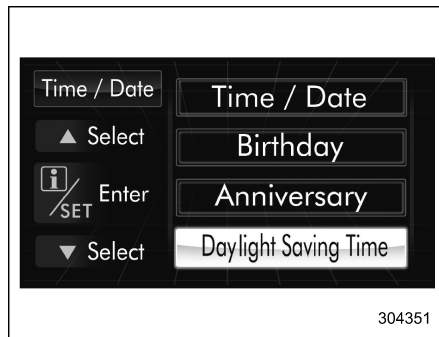 Time / Date
▲ Select
i/SET Enter
▼ Select
Time / Date
Birthday
Anniversary
Daylight Saving Time
304351